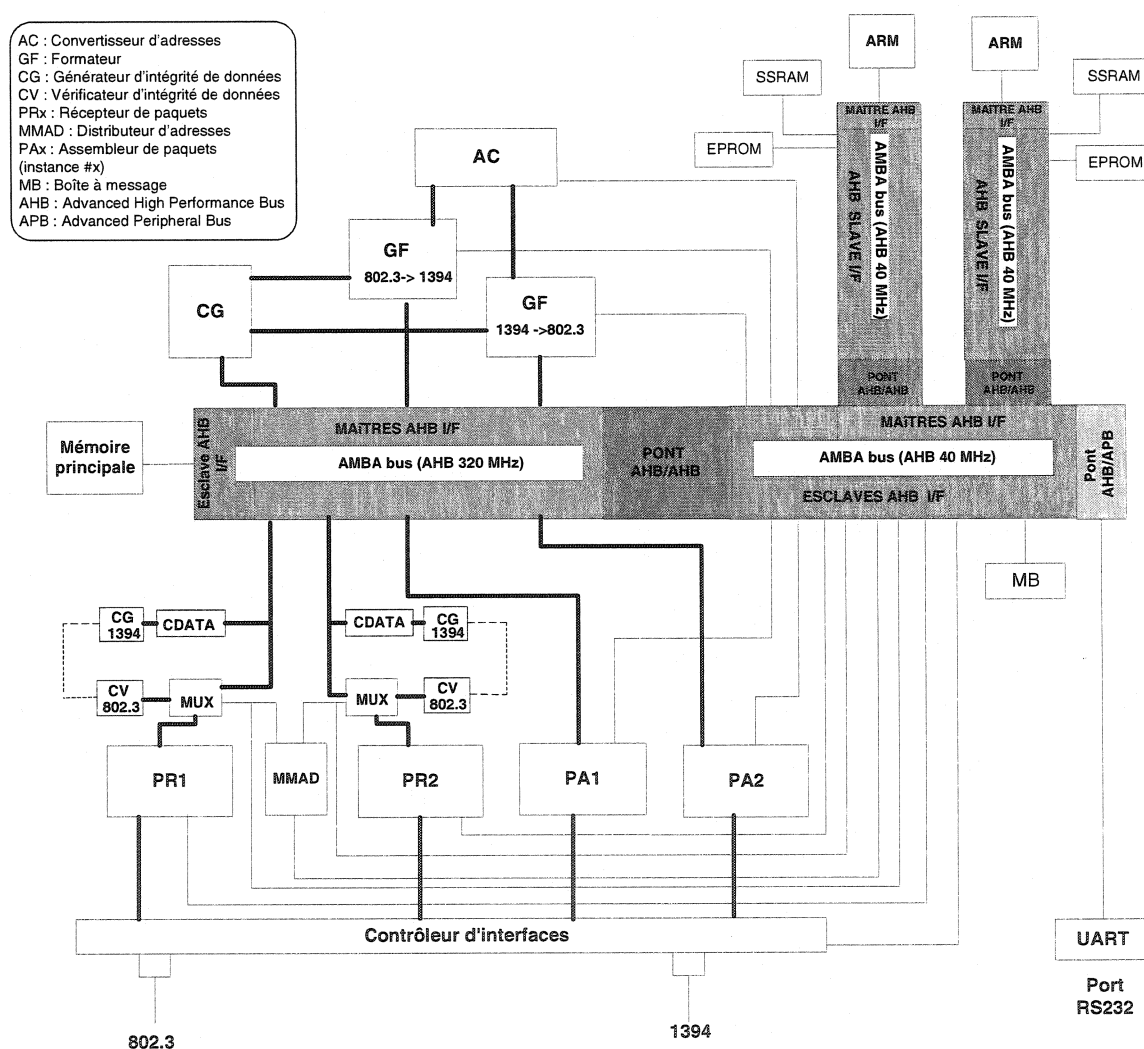 AC : Convertisseur d'adresses
GF : Formateur
CG : Générateur d'intégrité de données
CV : Vérificateur d'intégrité de données
PRx : Récepteur de paquets
MMAD : Distributeur d'adresses
PAx : Assembleur de paquets
(instance #x)
MB : Boîte à message
AHB : Advanced High Performance Bus
APB : Advanced Peripheral Bus
ARM
ARM
SSRAM
SSRAM
EPROM
EPROM
MAÎTRE AHB
I/F
MAÎTRE AHB
I/F
AMBA bus (AHB 40 MHz)
AHB SLAVE I/F
AMBA bus (AHB 40 MHz)
AHB SLAVE I/F
PONT
AHB/AHB
PONT
AHB/AHB
AC
GF
802.3-> 1394
GF
1394 ->802.3
CG
Mémoire
principale
Esclave AHB
I/F
MAÎTRES AHB I/F
AMBA bus (AHB 320 MHz)
PONT
AHB/AHB
MAÎTRES AHB I/F
AMBA bus (AHB 40 MHz)
ESCLAVES AHB I/F
Pont
AHB/APB
MB
CG
1394
CDATA
CDATA
CG
1394
CV
802.3
MUX
MUX
CV
802.3
PR1
MMAD
PR2
PA1
PA2
Contrôleur d'interfaces
UART
Port
RS232
802.3
1394